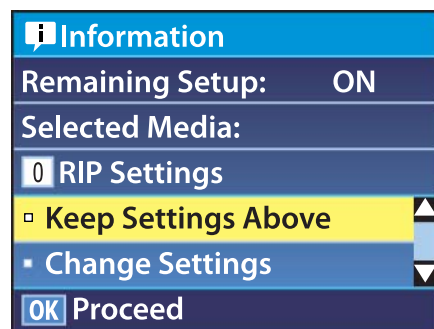 Information
Remaining Setup: ON
Selected Media:
0 RIP Settings
Keep Settings Above
Change Settings
OK Proceed